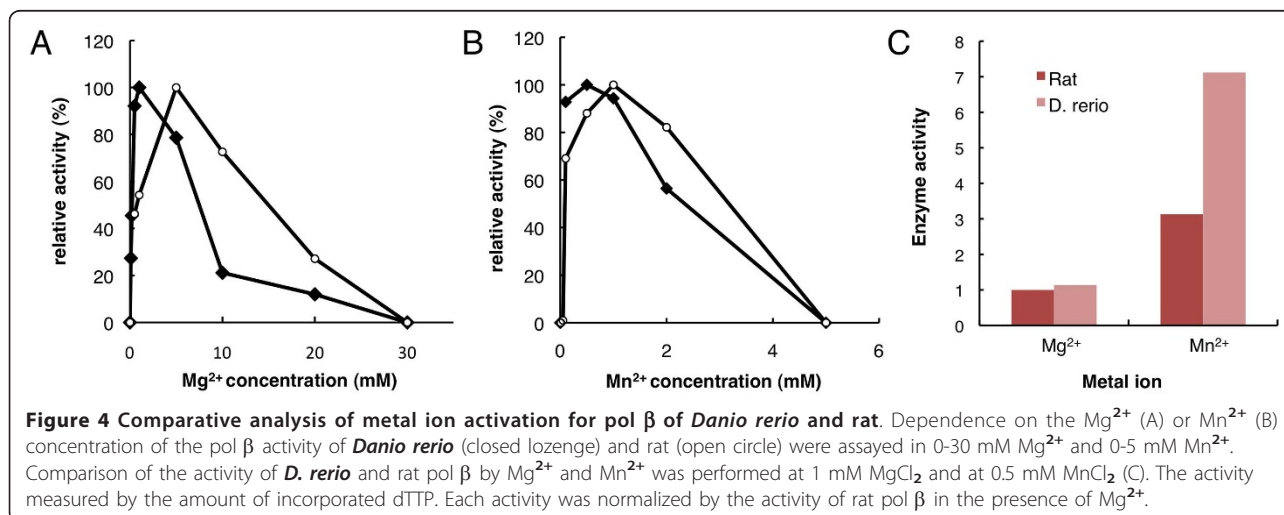 A
120
100
80
60
40
20
0
relative activity (%)
0 10 20 30
Mg²⁺ concentration (mM)
B
120
100
80
60
40
20
0
relative activity (%)
0 2 4 6
Mn²⁺ concentration (mM)
C
8
7
6
5
4
3
2
1
0
Enzyme activity
Rat
D. rerio
Mg²⁺ Mn²⁺
Metal ion
Figure 4 Comparative analysis of metal ion activation for pol β of Danio rerio and rat. Dependence on the Mg²⁺ (A) or Mn²⁺ (B)
concentration of the pol β activity of Danio rerio (closed lozenge) and rat (open circle) were assayed in 0-30 mM Mg²⁺ and 0-5 mM Mn²⁺.
Comparison of the activity of D. rerio and rat pol β by Mg²⁺ and Mn²⁺ was performed at 1 mM MgCl₂ and at 0.5 mM MnCl₂ (C). The activity
measured by the amount of incorporated dTTP. Each activity was normalized by the activity of rat pol β in the presence of Mg²⁺.